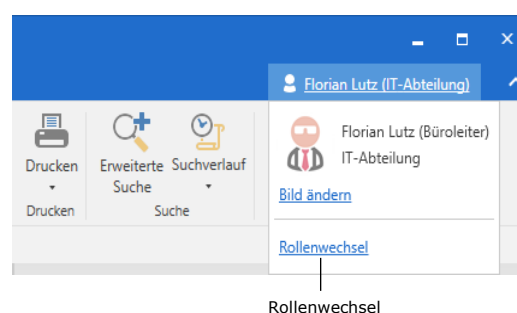 Florian Lutz (IT-Abteilung)
Drucken
Erweiterte
Suche
Suchverlauf
Drucken
Suche
Florian Lutz (Büroleiter)
IT-Abteilung
Bild ändern
Rollenwechsel
Rollenwechsel